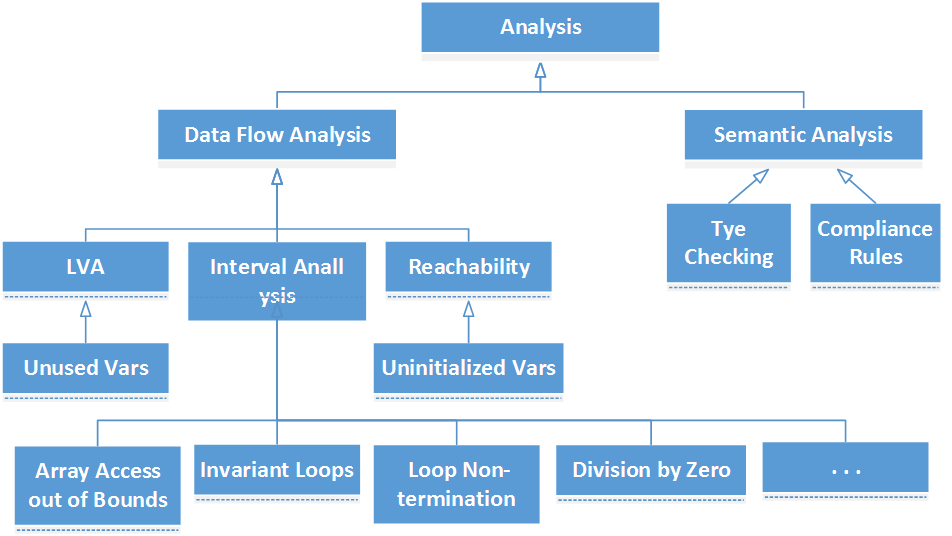 Analysis
Data Flow Analysis
Semantic Analysis
LVA
Interval Anall
ysis
Reachability
Tye
Checking
Compliance
Rules
Unused Vars
Uninitialized Vars
Array Access
out of Bounds
Invariant Loops
Loop Non-
termination
Division by Zero
. . .